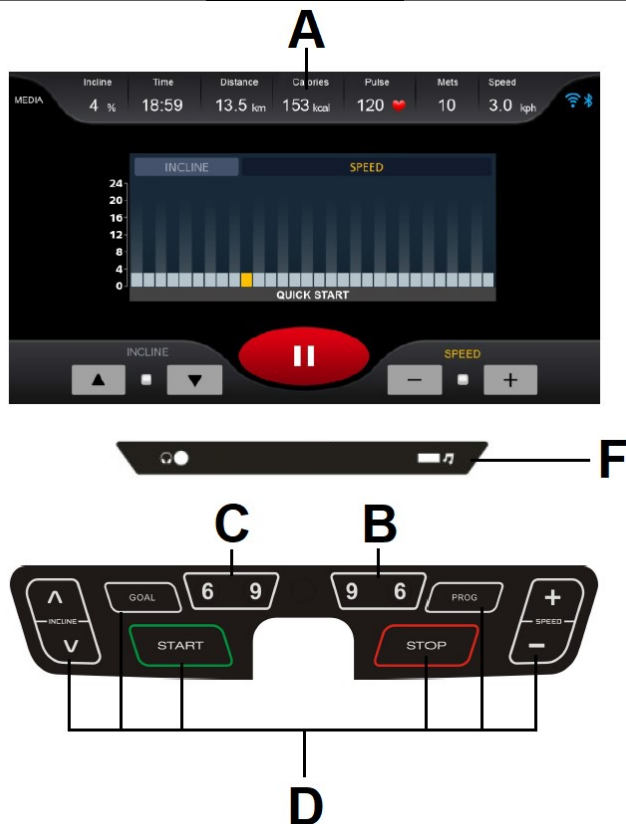 A
Incline Time Distance Calories Pulse Mets Speed
MEDIA 4 % 18:59 13.5 km 153 kcal 120 10 3.0 kph
INCLINE SPEED
24
20
16
12
8
4
0
QUICK START
INCLINE SPEED
F
C B
6 9 9 6
GOAL PROG
INCLINE SPEED
START STOP
D